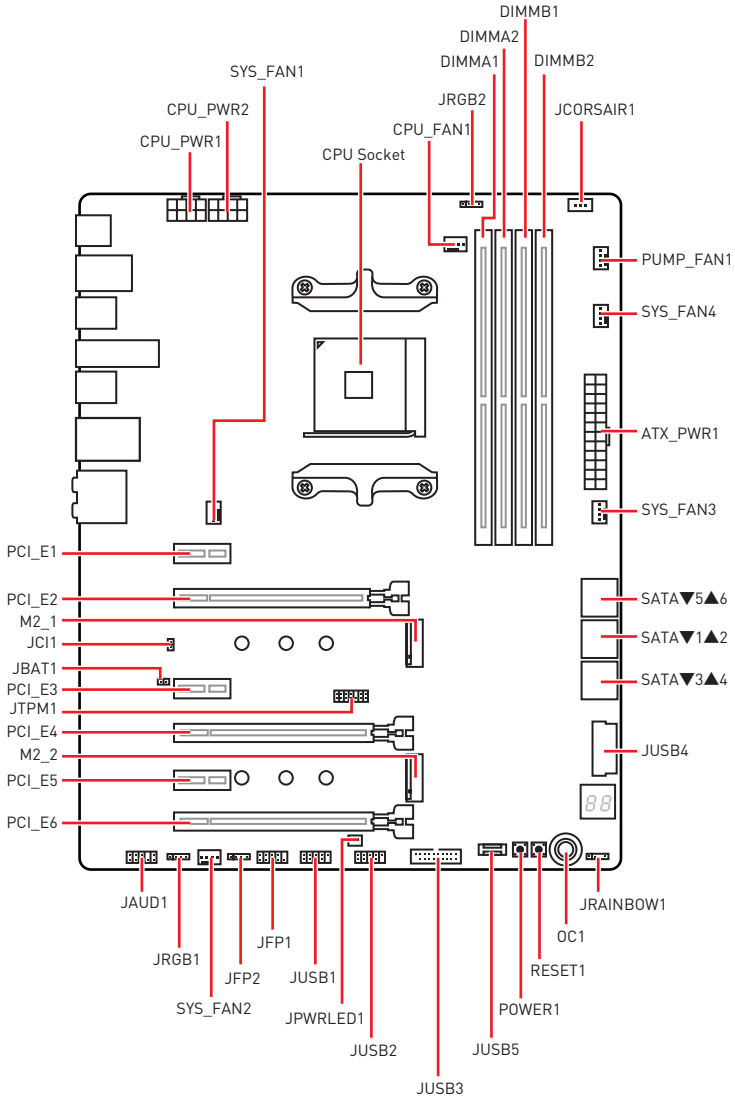 DIMMB1
DIMMA2
DIMMA1
DIMMB2
SYS_FAN1
JRGB2
JCORSAIR1
CPU_PWR2
CPU_FAN1
CPU_PWR1
CPU Socket
PUMP_FAN1
SYS_FAN4
ATX_PWR1
SYS_FAN3
PCI_E1
PCI_E2
SATA▼5▲6
M2_1
JCI1
SATA▼1▲2
JBAT1
PCI_E3
SATA▼3▲4
JTPM1
PCI_E4
M2_2
JUSB4
PCI_E5
88
PCI_E6
JAUD1
JRAINBOW1
JRGB1
JFP1
OC1
JFP2
JUSB1
RESET1
SYS_FAN2
JPWRLED1
POWER1
JUSB2
JUSB5
JUSB3